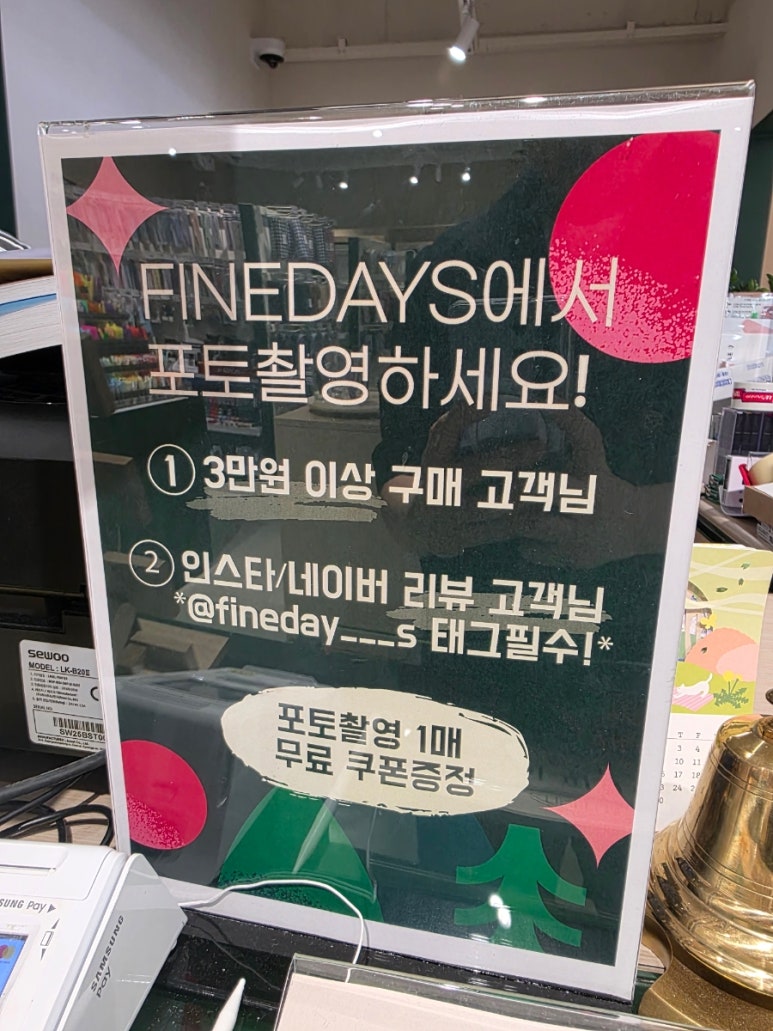 FINEDAYS에서
포토촬영하세요!
① 3만원 이상 구매 고객님
② 인스타/네이버 리뷰 고객님
*@fineday___s 태그필수!*
포토촬영 1매
무료 쿠폰증정
sewoo
MODEL : LK-B20II
SAMSUNG
pay